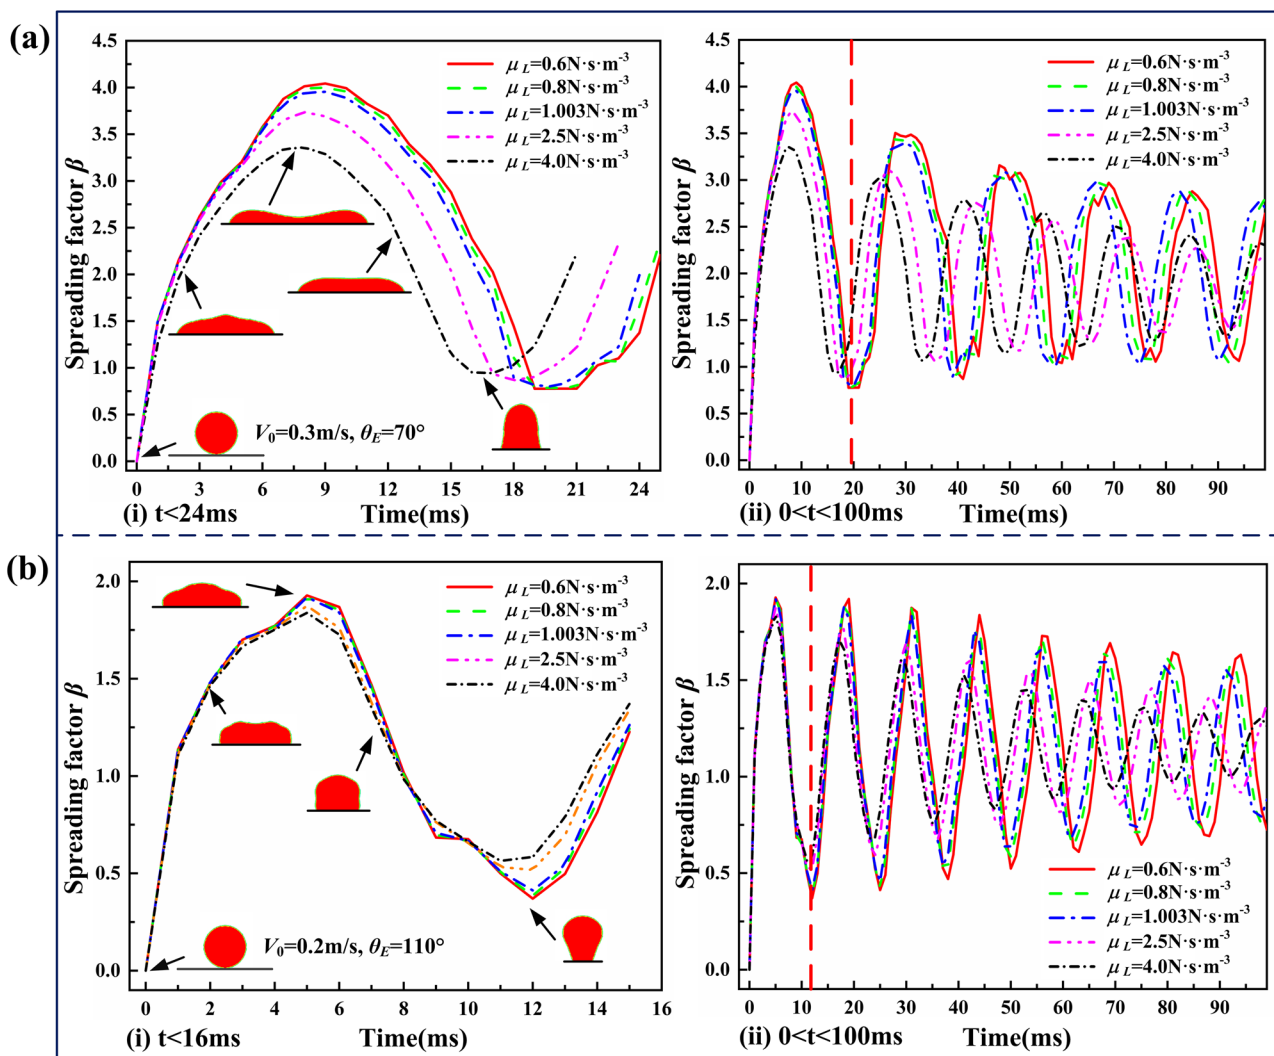 (a)
Spreading factor β
4.5
4.0
3.5
3.0
2.5
2.0
1.5
1.0
0.5
0.0
μL=0.6N·s·m-3
μL=0.8N·s·m-3
μL=1.003N·s·m-3
μL=2.5N·s·m-3
μL=4.0N·s·m-3
V0=0.3m/s, θE=70°
0 3 6 9 12 15 18 21 24
(i) t<24ms Time(ms)
Spreading factor β
4.5
4.0
3.5
3.0
2.5
2.0
1.5
1.0
0.5
0.0
μL=0.6N·s·m-3
μL=0.8N·s·m-3
μL=1.003N·s·m-3
μL=2.5N·s·m-3
μL=4.0N·s·m-3
0 10 20 30 40 50 60 70 80 90
(ii) 0<t<100ms Time(ms)
(b)
Spreading factor β
2.0
1.5
1.0
0.5
0.0
μL=0.6N·s·m-3
μL=0.8N·s·m-3
μL=1.003N·s·m-3
μL=2.5N·s·m-3
μL=4.0N·s·m-3
V0=0.2m/s, θE=110°
0 2 4 6 8 10 12 14 16
(i) t<16ms Time(ms)
Spreading factor β
2.0
1.5
1.0
0.5
0.0
μL=0.6N·s·m-3
μL=0.8N·s·m-3
μL=1.003N·s·m-3
μL=2.5N·s·m-3
μL=4.0N·s·m-3
0 10 20 30 40 50 60 70 80 90
(ii) 0<t<100ms Time(ms)